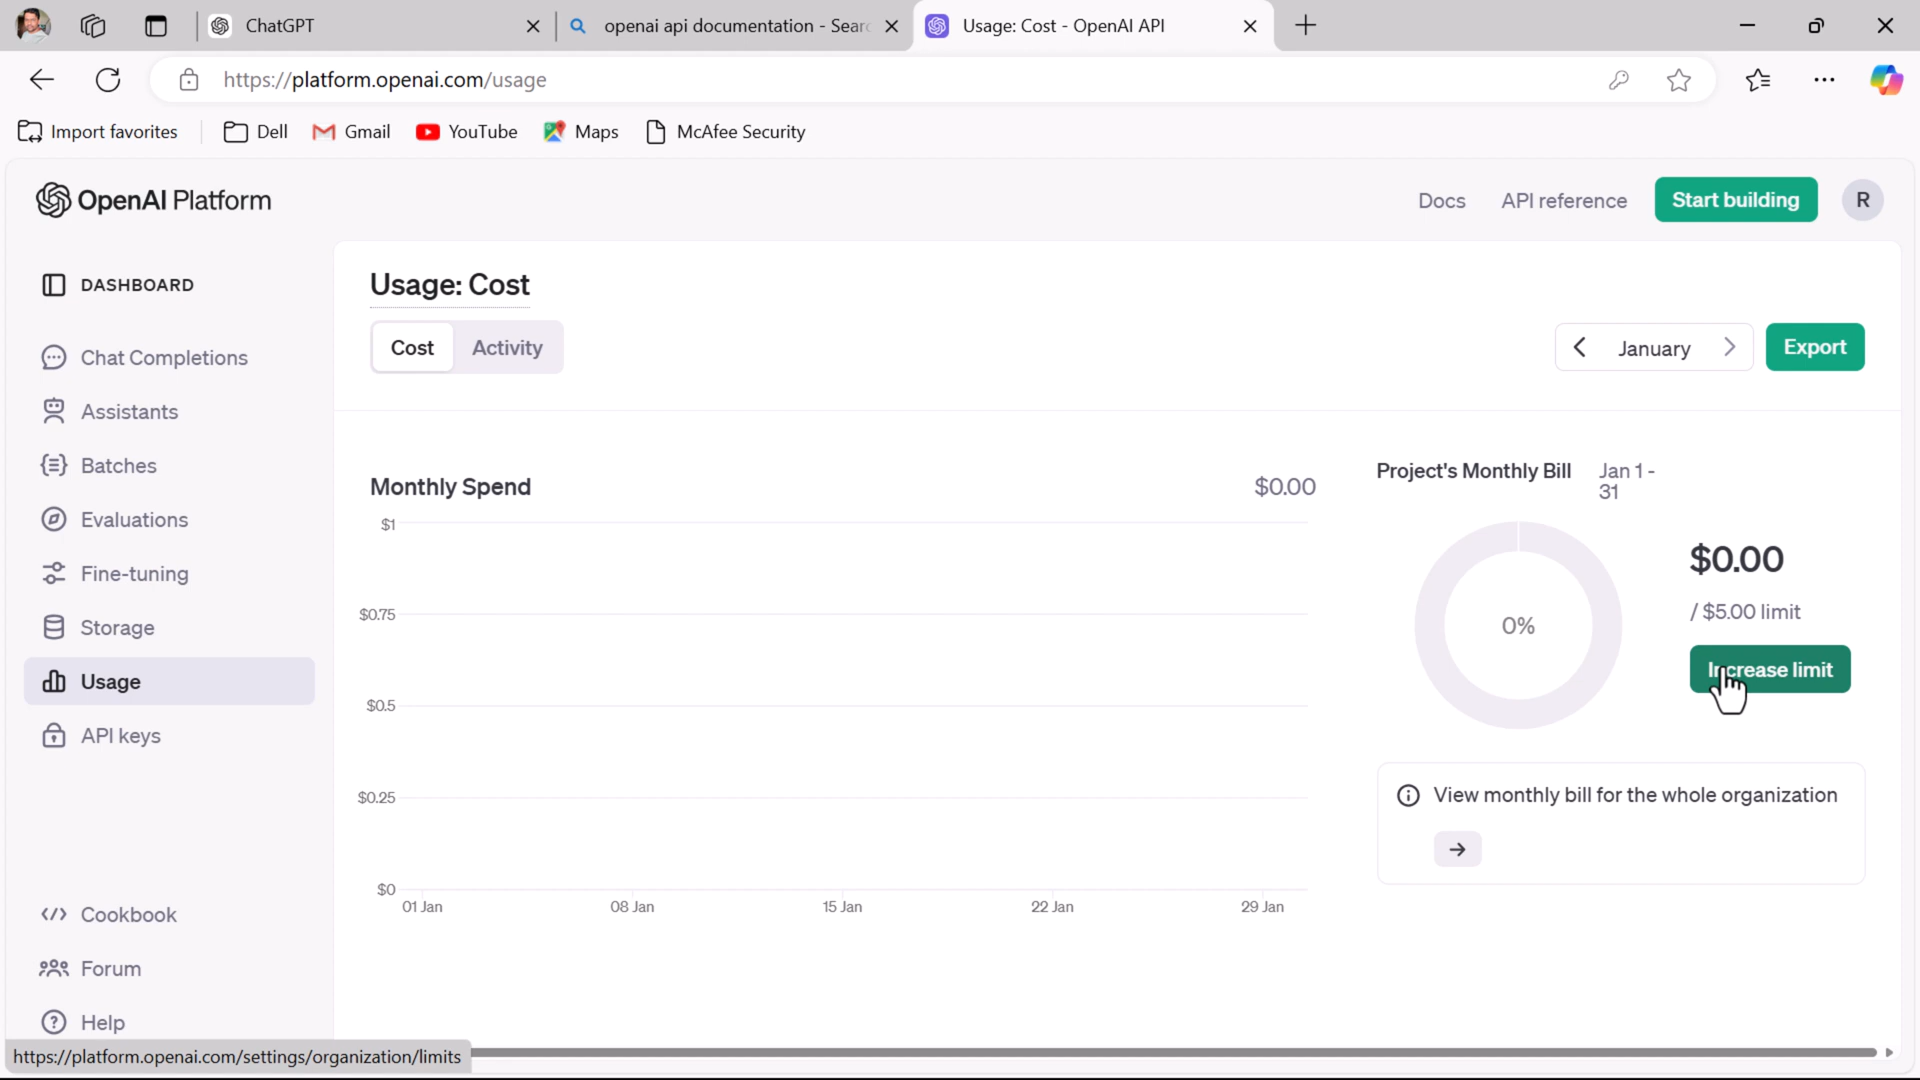 ChatGPT
openai api documentation - Sear
Usage: Cost - OpenAI API
https://platform.openai.com/usage
Import favorites
Dell
Gmail
YouTube
Maps
McAfee Security
OpenAI Platform
Docs
API reference
Start building
R
DASHBOARD
Chat Completions
Assistants
Batches
Evaluations
Fine-tuning
Storage
Usage
API keys
Cookbook
Forum
Help
https://platform.openai.com/settings/organization/limits
Usage: Cost
Cost
Activity
January
Export
Monthly Spend
$0.00
$1
$0.75
$0.5
$0.25
$0
01 Jan
08 Jan
15 Jan
22 Jan
29 Jan
Project's Monthly Bill
Jan 1 -
31
0%
$0.00
/ $5.00 limit
Increase limit
View monthly bill for the whole organization